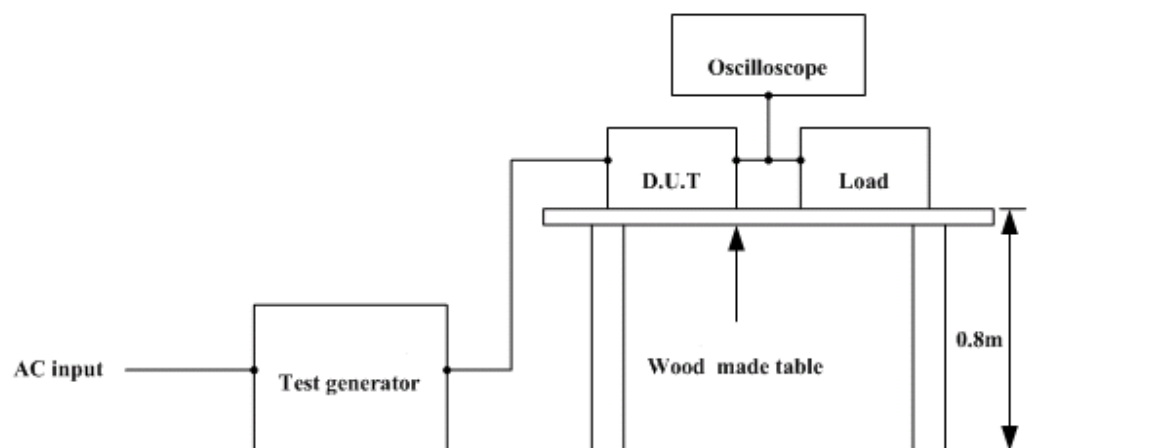 Oscilloscope
D.U.T
Load
AC input
Test generator
Wood made table
0.8m